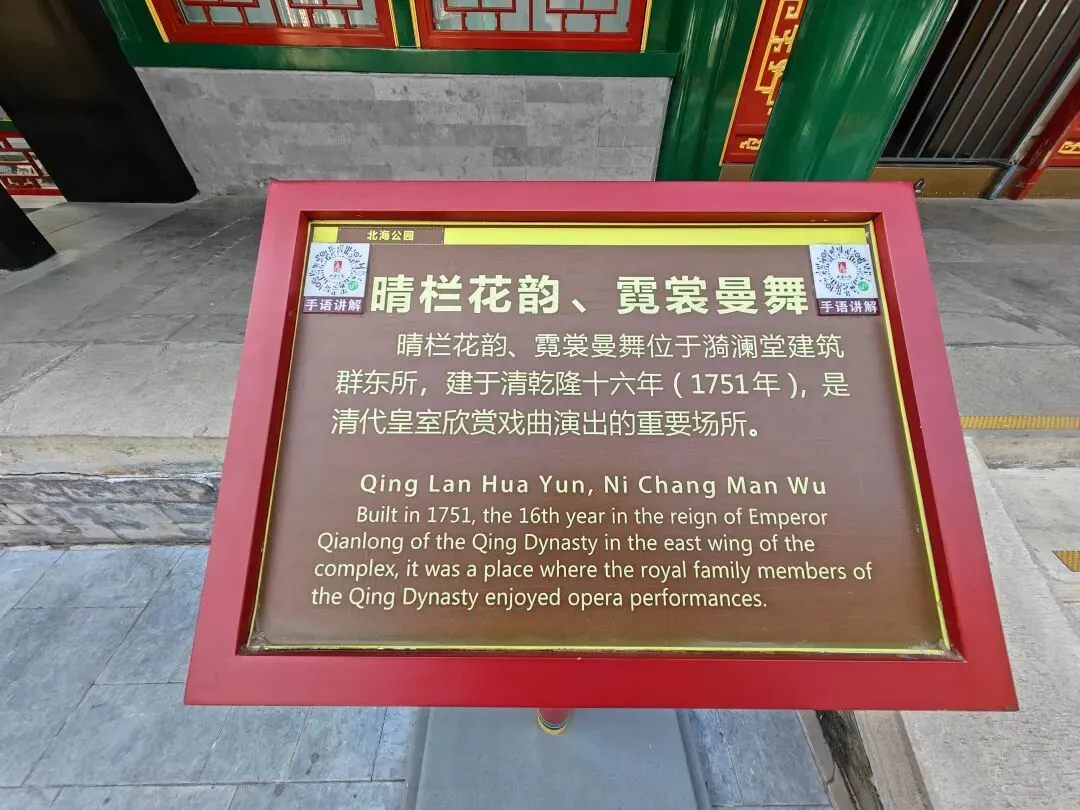 北海公园
手语讲解
手语讲解
晴栏花韵、霓裳曼舞
晴栏花韵、霓裳曼舞位于漪澜堂建筑
群东所，建于清乾隆十六年（1751年），是
清代皇室欣赏戏曲演出的重要场所。
Qing Lan Hua Yun, Ni Chang Man Wu
Built in 1751, the 16th year in the reign of Emperor
Qianlong of the Qing Dynasty in the east wing of the
complex, it was a place where the royal family members of
the Qing Dynasty enjoyed opera performances.